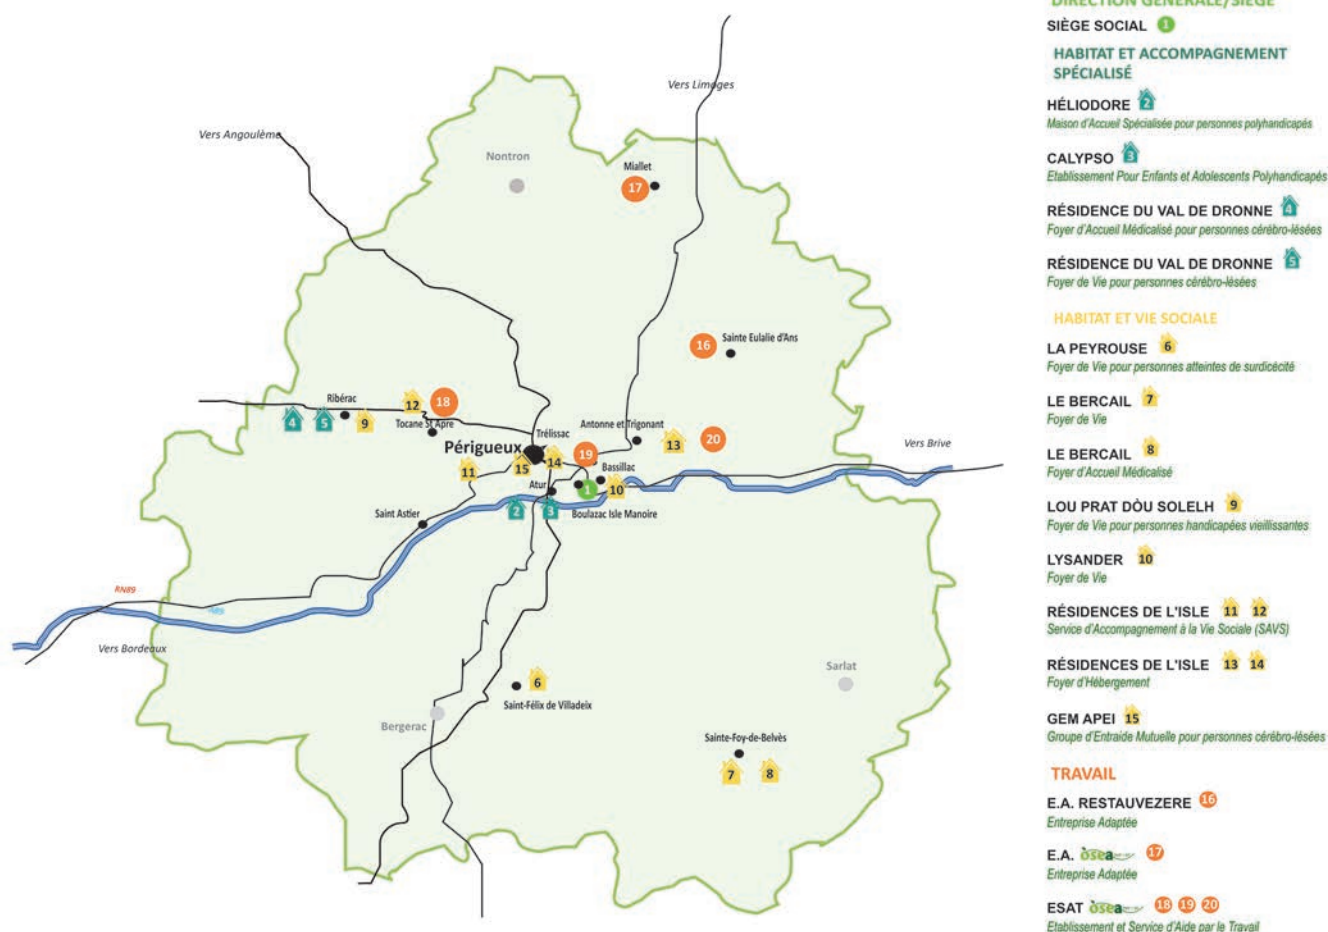 Vers Limoges
Vers Angoulème
Nontron
Miallet
17
16
Sainte Eulalie d'Ans
Ribérac
4
5
9
12
18
Tocane St Apre
Trélissac
Antonne et Trigonant
13
20
Périgueux
14
19
15
11
Bassillac
Vers Brive
Atur
1
10
2
3
Boulazac Isle Manoire
Saint Astier
RN89
Vers Bordeaux
6
Saint-Félix de Villadeix
Sarlat
Bergerac
Sainte-Foy-de-Belvès
7
8
DIRECTION GÉNÉRALE/SIÈGE
SIÈGE SOCIAL 1
HABITAT ET ACCOMPAGNEMENT
SPÉCIALISÉ
HÉLIODORE 2
Maison d'Accueil Spécialisée pour personnes polyhandicapés
CALYPSO 3
Etablissement Pour Enfants et Adolescents Polyhandicapés
RÉSIDENCE DU VAL DE DRONNE 4
Foyer d'Accueil Médicalisé pour personnes cérébro-lésées
RÉSIDENCE DU VAL DE DRONNE 5
Foyer de Vie pour personnes cérébro-lésées
HABITAT ET VIE SOCIALE
LA PEYROUSE 6
Foyer de Vie pour personnes atteintes de surdicécité
LE BERCAIL 7
Foyer de Vie
LE BERCAIL 8
Foyer d'Accueil Médicalisé
LOU PRAT DÒU SOLELH 9
Foyer de Vie pour personnes handicapées vieillissantes
LYSANDER 10
Foyer de Vie
RÉSIDENCES DE L'ISLE 11 12
Service d'Accompagnement à la Vie Sociale (SAVS)
RÉSIDENCES DE L'ISLE 13 14
Foyer d'Hébergement
GEM APEI 15
Groupe d'Entraide Mutuelle pour personnes cérébro-lésées
TRAVAIL
E.A. RESTAUVEZERE 16
Entreprise Adaptée
E.A. òsea 17
Entreprise Adaptée
ESAT òsea 18 19 20
Etablissement et Service d'Aide par le Travail